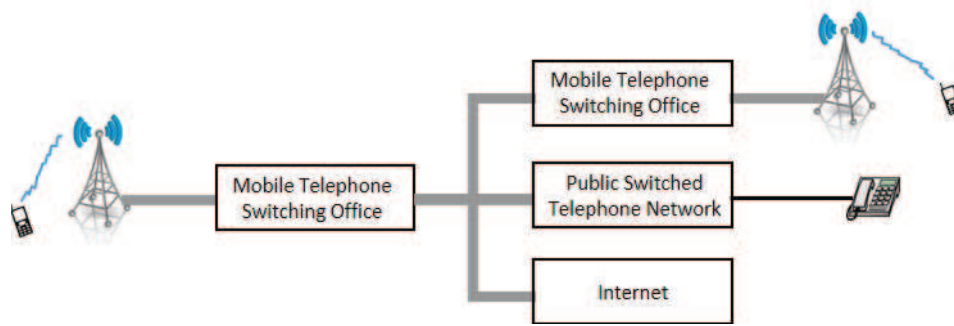 Mobile Telephone
Switching Office
Mobile Telephone
Switching Office
Public Switched
Telephone Network
Internet